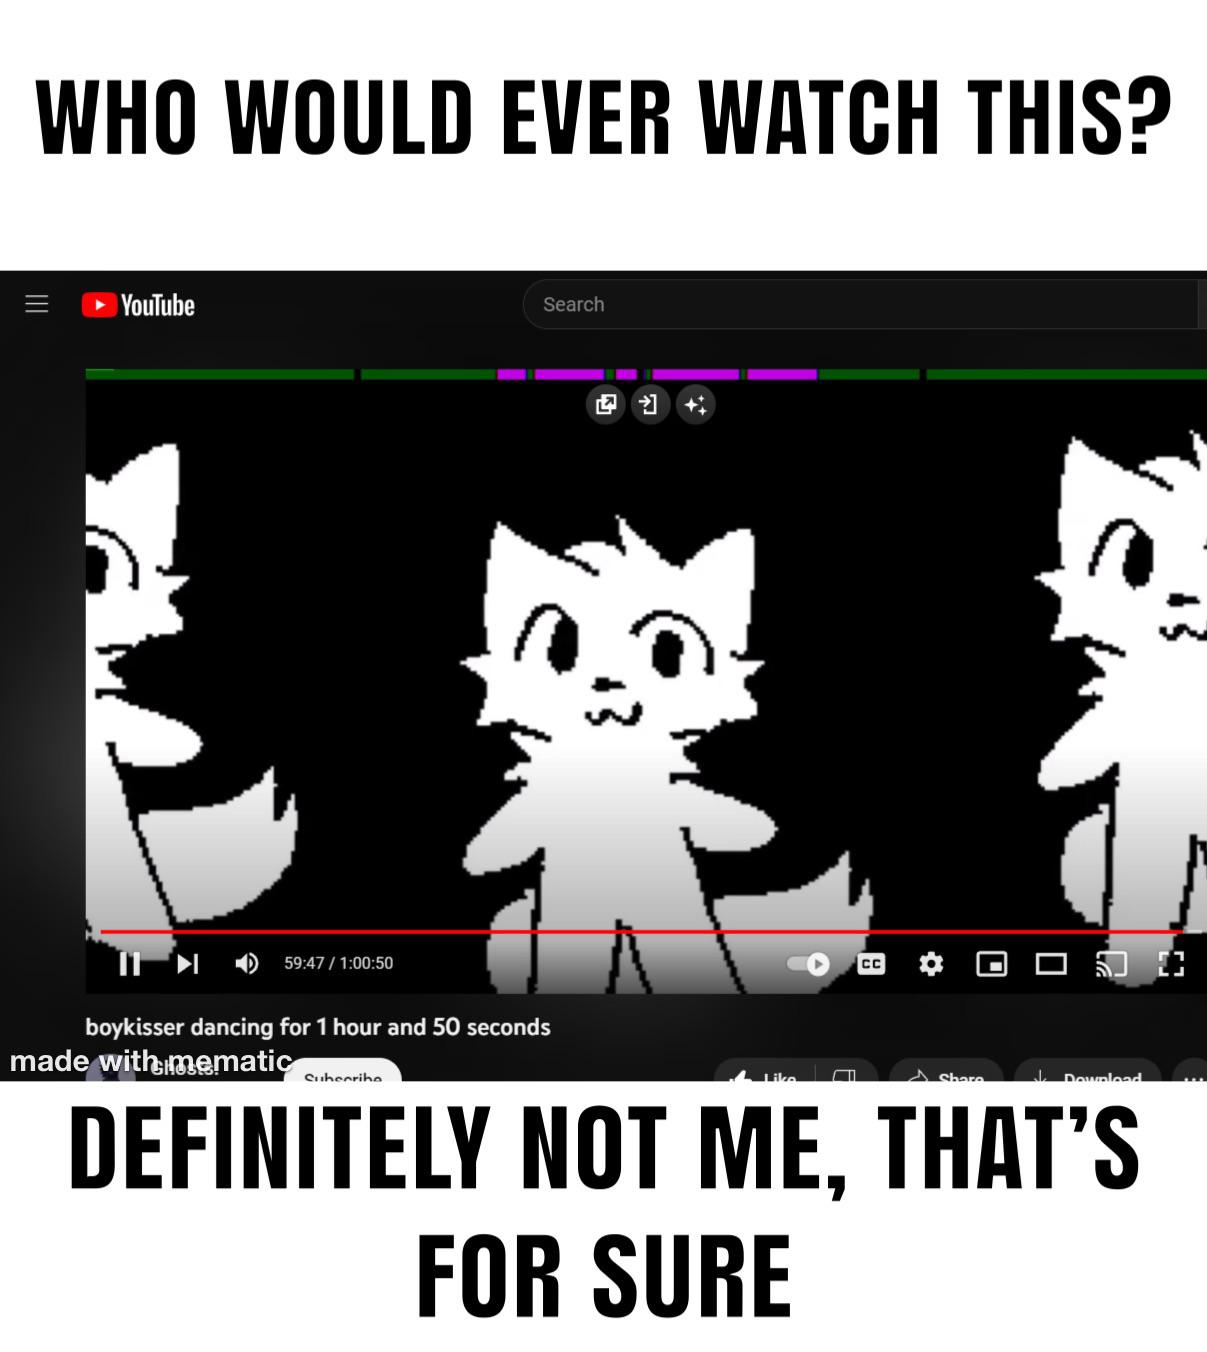 WHO WOULD EVER WATCH THIS?
YouTube
Search
59:47 / 1:00:50
CC
boykisser dancing for 1 hour and 50 seconds
made with mematic
Ghosts!
Subscribe
Like
Share
Download
DEFINITELY NOT ME, THAT’S
FOR SURE